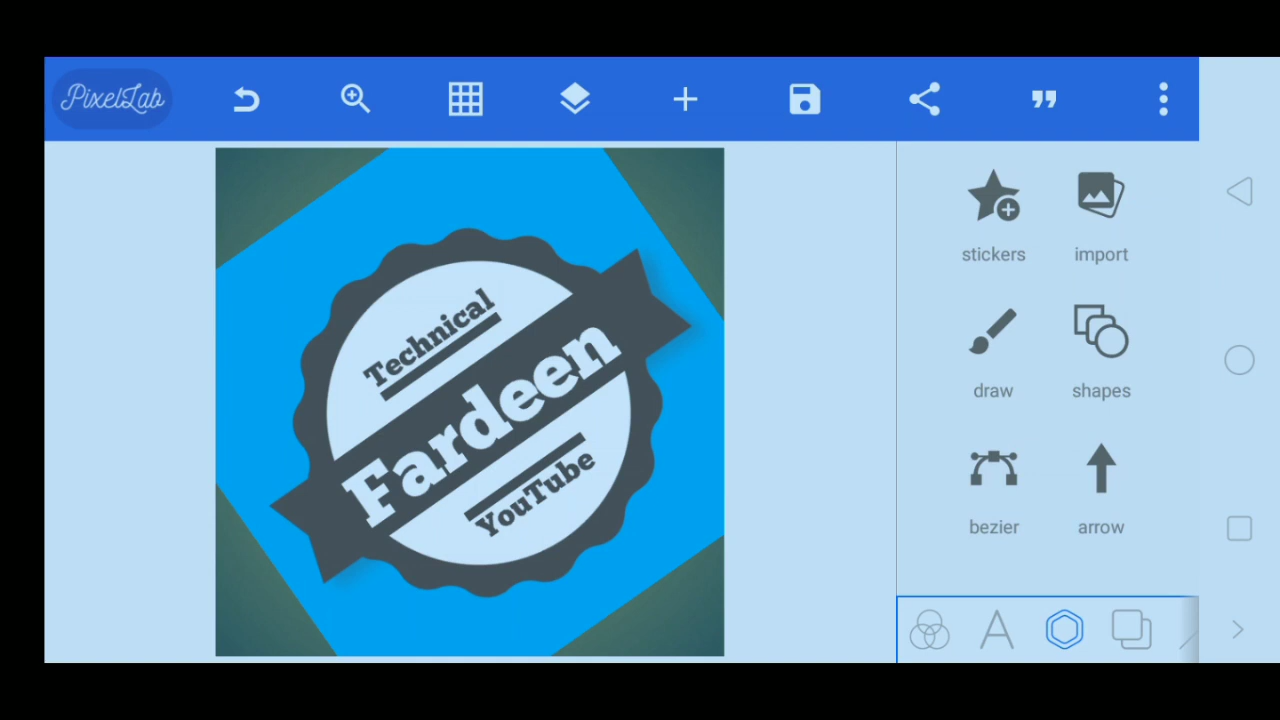 PixelLab
stickers
import
draw
shapes
bezier
arrow
Technical
Fardeen
YouTube